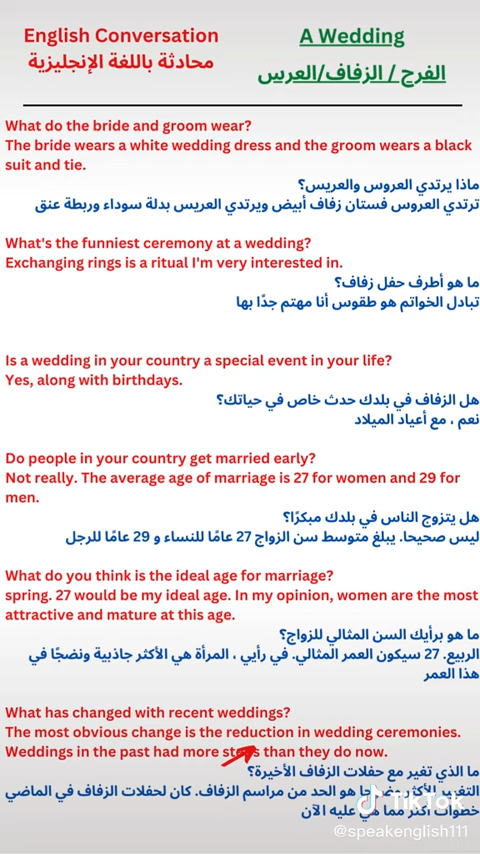 English Conversation
محادثة باللغة الإنجليزية
A Wedding
الفرح / الزفاف/العرس
What do the bride and groom wear?
The bride wears a white wedding dress and the groom wears a black
suit and tie.
ماذا يرتدي العروس والعريس؟
ترتدي العروس فستان زفاف أبيض ويرتدي العريس بدلة سوداء وربطة عنق
What's the funniest ceremony at a wedding?
Exchanging rings is a ritual I'm very interested in.
ما هو أطرف حفل زفاف؟
تبادل الخواتم هو طقوس أنا مهتم جدًا بها
Is a wedding in your country a special event in your life?
Yes, along with birthdays.
هل الزفاف في بلدك حدث خاص في حياتك؟
نعم ، مع أعياد الميلاد
Do people in your country get married early?
Not really. The average age of marriage is 27 for women and 29 for
men.
هل يتزوج الناس في بلدك مبكرًا؟
ليس صحيحا. يبلغ متوسط سن الزواج 27 عامًا للنساء و 29 عامًا للرجل
What do you think is the ideal age for marriage?
spring. 27 would be my ideal age. In my opinion, women are the most
attractive and mature at this age.
ما هو برأيك السن المثالي للزواج؟
الربيع. 27 سيكون العمر المثالي. في رأيي ، المرأة هي الأكثر جاذبية ونضجًا في
هذا العمر
What has changed with recent weddings?
The most obvious change is the reduction in wedding ceremonies.
Weddings in the past had more steps than they do now.
ما الذي تغير مع حفلات الزفاف الأخيرة؟
التغيير الأكثر وضوحا هو الحد من مراسم الزفاف. كان لحفلات الزفاف في الماضي
خطوات أكثر مما هي عليه الآن
TikTok
@speakenglish111